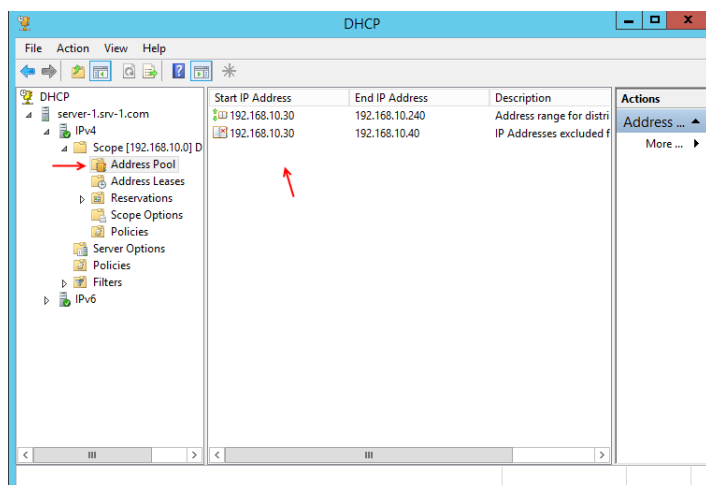 DHCP
File Action View Help
DHCP
server-1.srv-1.com
IPv4
Scope [192.168.10.0] D
Address Pool
Address Leases
Reservations
Scope Options
Policies
Server Options
Policies
Filters
IPv6
Start IP Address End IP Address Description
192.168.10.30 192.168.10.240 Address range for distri
192.168.10.30 192.168.10.40 IP Addresses excluded f
Actions
Address ...
More ...